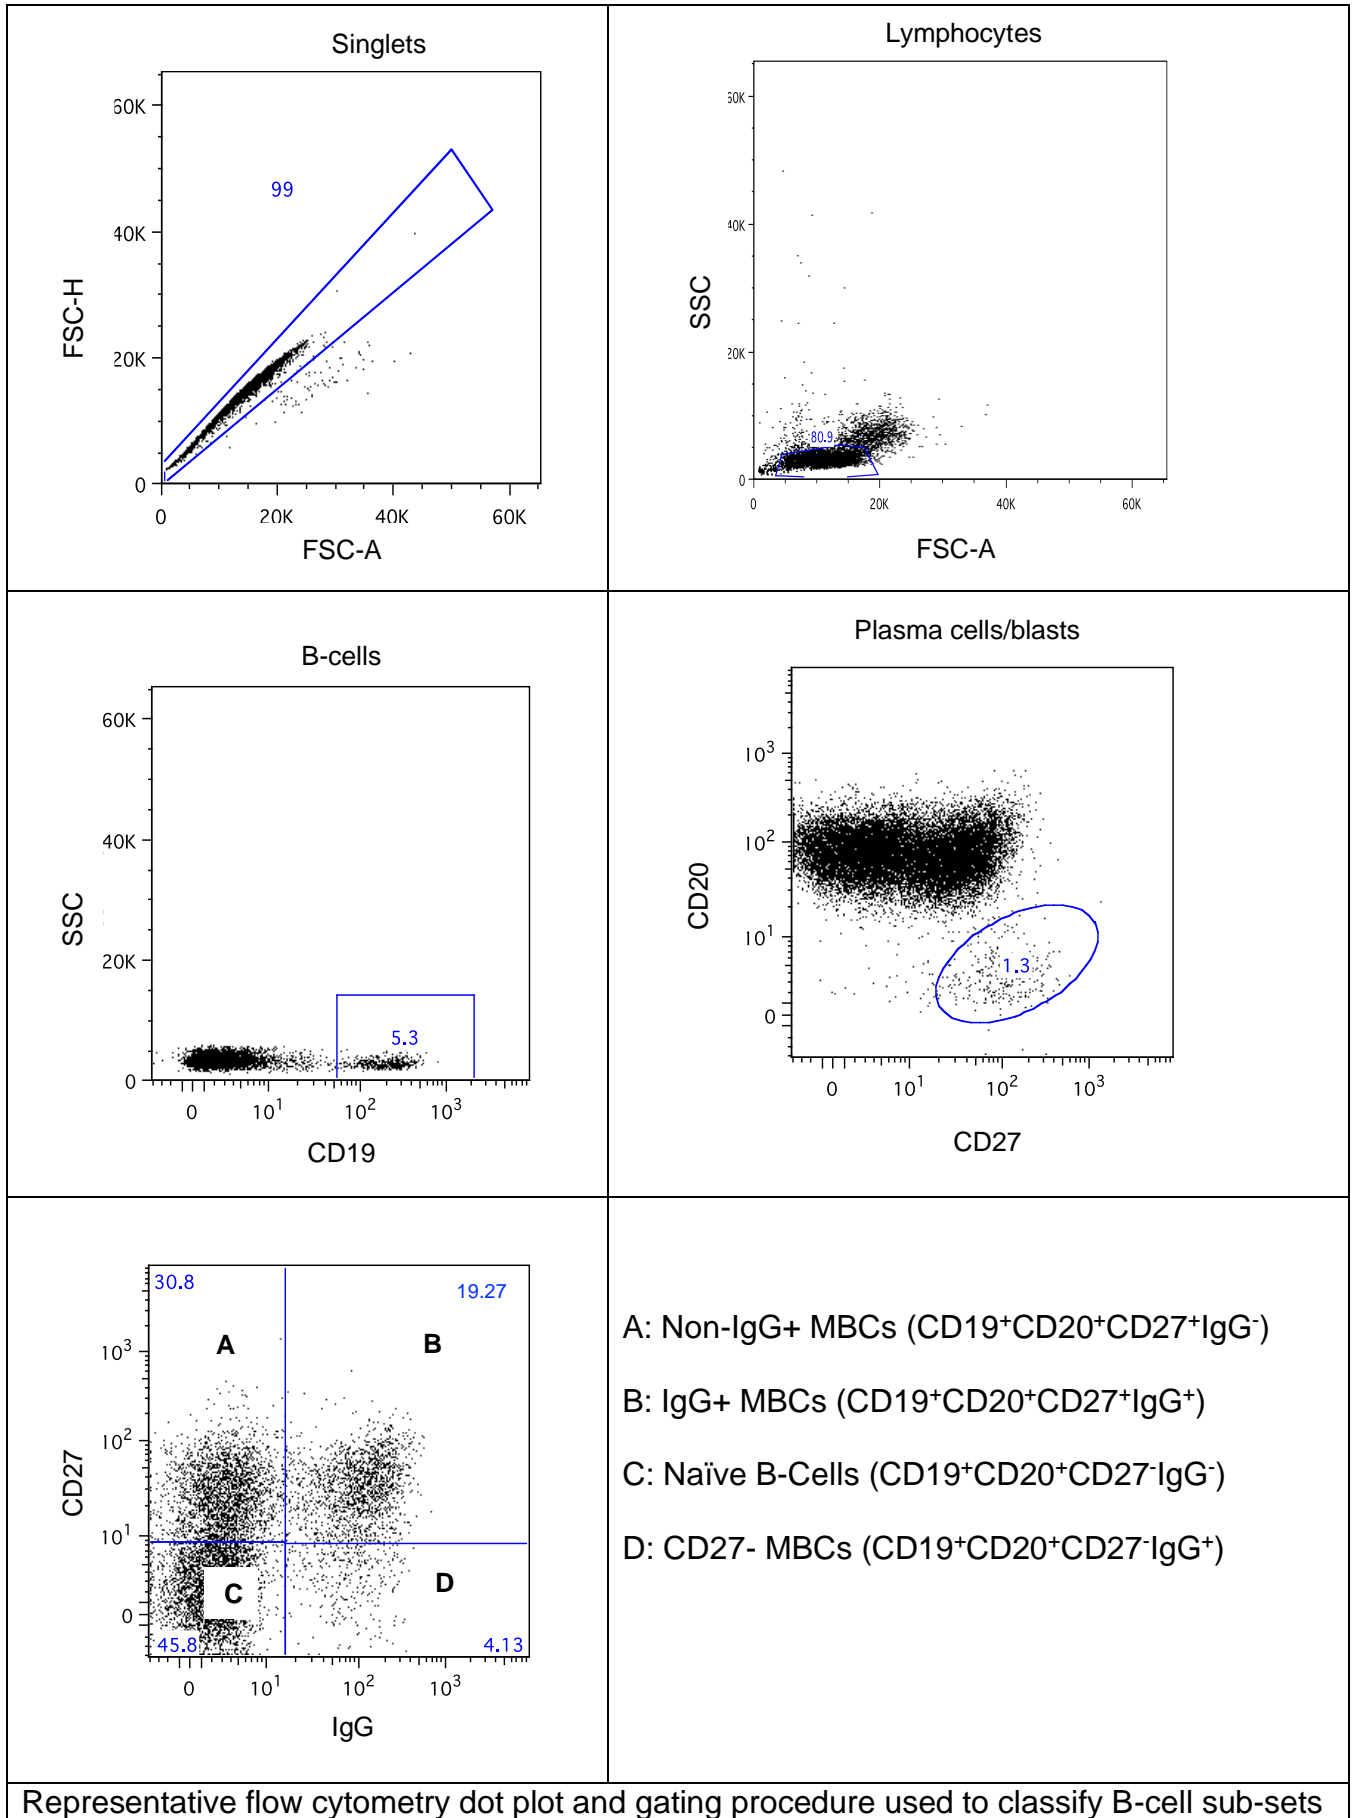 Singlets
60K
99
40K
FSC-H
20K
0
0 20K 40K 60K
FSC-A
Lymphocytes
60K
40K
SSC
20K
80.9
0
0 20K 40K 60K
FSC-A
B-cells
60K
40K
SSC
20K
5.3
0
0 10¹ 10² 10³
CD19
Plasma cells/blasts
10³
10²
CD20
10¹
1.3
0
0 10¹ 10² 10³
CD27
30.8 19.27
10³ A B
10²
CD27
10¹
C D
0
45.8 4.13
0 10¹ 10² 10³
IgG
A: Non-IgG+ MBCs (CD19⁺CD20⁺CD27⁺IgG⁻)
B: IgG+ MBCs (CD19⁺CD20⁺CD27⁺IgG⁺)
C: Naïve B-Cells (CD19⁺CD20⁺CD27⁻IgG⁻)
D: CD27- MBCs (CD19⁺CD20⁺CD27⁻IgG⁺)
Representative flow cytometry dot plot and gating procedure used to classify B-cell sub-sets